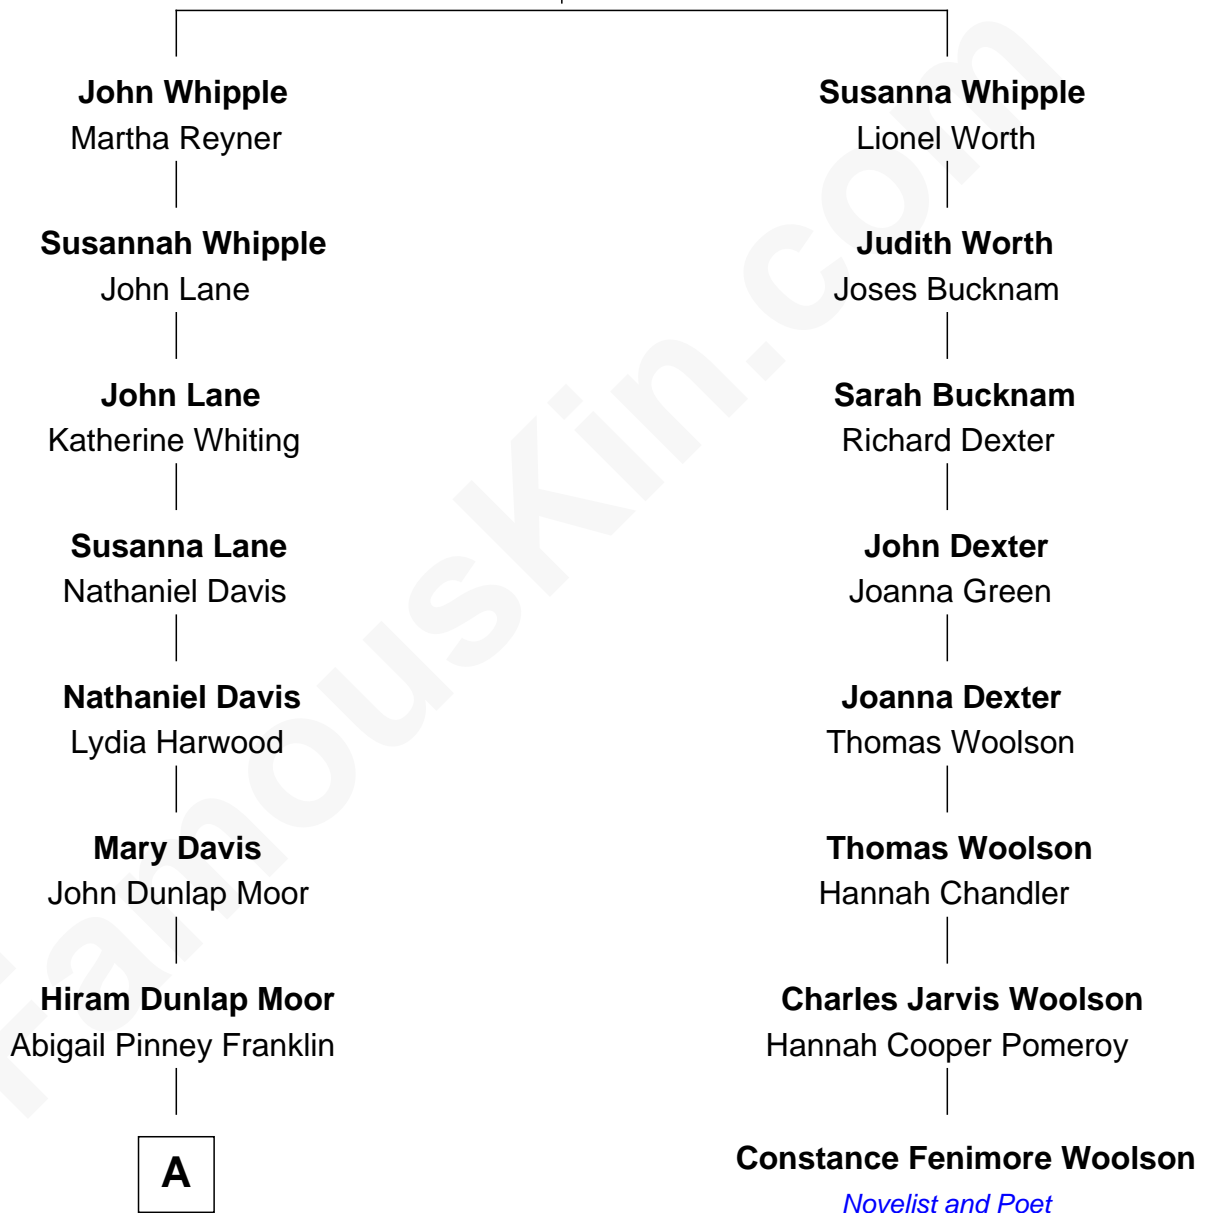 John Whipple
Martha Reyner
Susannah Whipple
John Lane
John Lane
Katherine Whiting
Susanna Lane
Nathaniel Davis
Nathaniel Davis
Lydia Harwood
Mary Davis
John Dunlap Moor
Hiram Dunlap Moor
Abigail Pinney Franklin
A
Susanna Whipple
Lionel Worth
Judith Worth
Joses Bucknam
Sarah Bucknam
Richard Dexter
John Dexter
Joanna Green
Joanna Dexter
Thomas Woolson
Thomas Woolson
Hannah Chandler
Charles Jarvis Woolson
Hannah Cooper Pomeroy
Constance Fenimore Woolson
Novelist and Poet
FamousKin.com